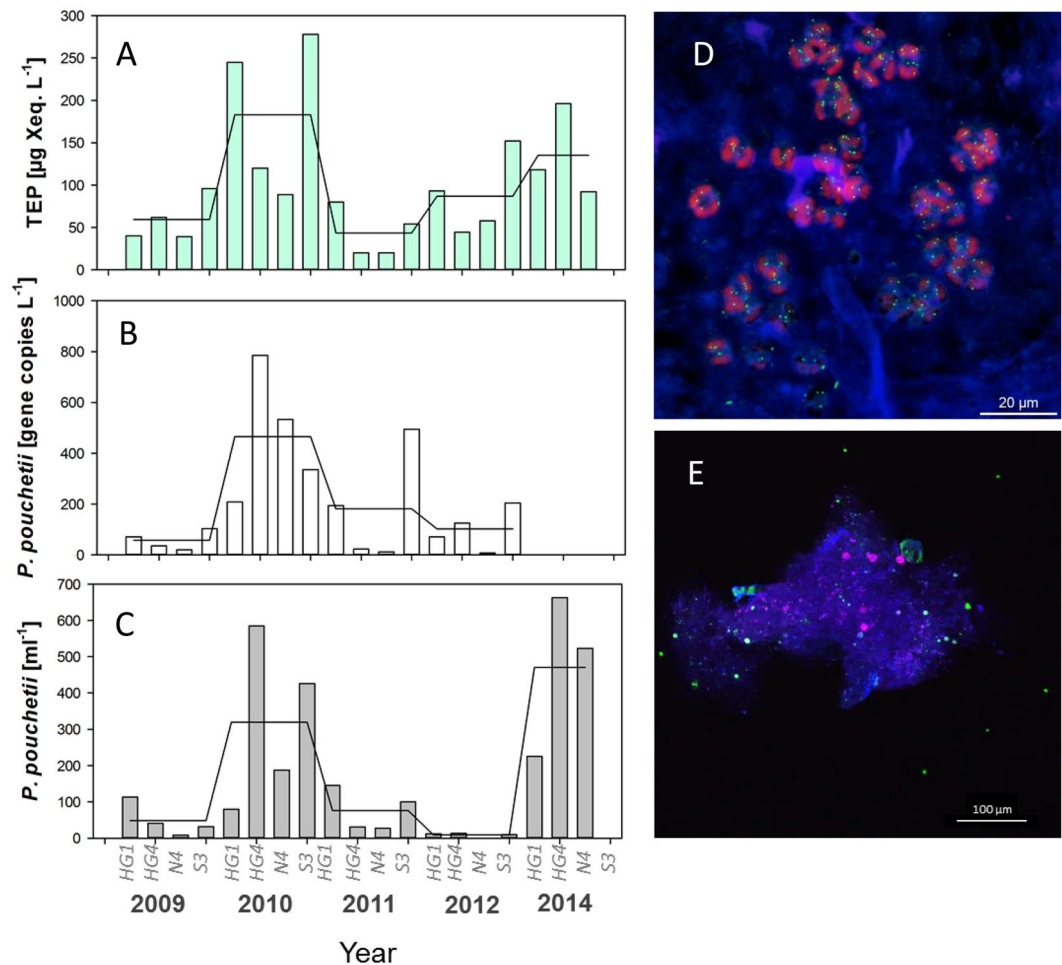 A
TEP [µg Xeq. L-1]
300
250
200
150
100
50
0
B
P. pouchetii [gene copies L-1]
1000
800
600
400
200
0
C
P. pouchetii [ml-1]
700
600
500
400
300
200
100
0
HG1 HG4 N4 S3 HG1 HG4 N4 S3 HG1 HG4 N4 S3 HG1 HG4 N4 S3 HG1 HG4 N4 S3
2009 2010 2011 2012 2014
Year
D
20 µm
E
100 µm